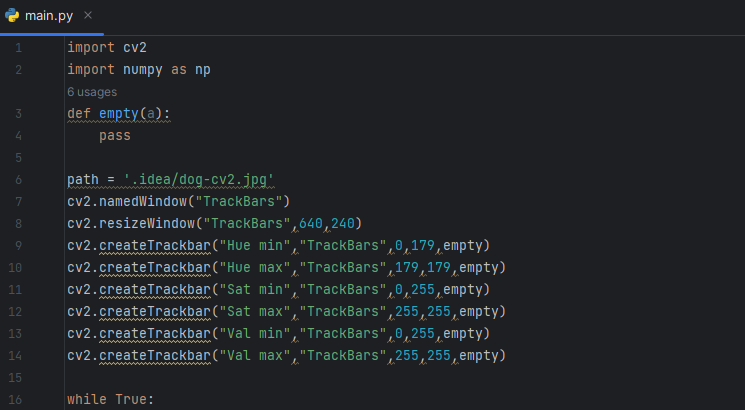 main.py ×
1 import cv2
2 import numpy as np
6 usages
3 def empty(a):
4     pass
5
6 path = '.idea/dog-cv2.jpg'
7 cv2.namedWindow("TrackBars")
8 cv2.resizeWindow("TrackBars",640,240)
9 cv2.createTrackbar("Hue min","TrackBars",0,179,empty)
10 cv2.createTrackbar("Hue max","TrackBars",179,179,empty)
11 cv2.createTrackbar("Sat min","TrackBars",0,255,empty)
12 cv2.createTrackbar("Sat max","TrackBars",255,255,empty)
13 cv2.createTrackbar("Val min","TrackBars",0,255,empty)
14 cv2.createTrackbar("Val max","TrackBars",255,255,empty)
15
16 while True: